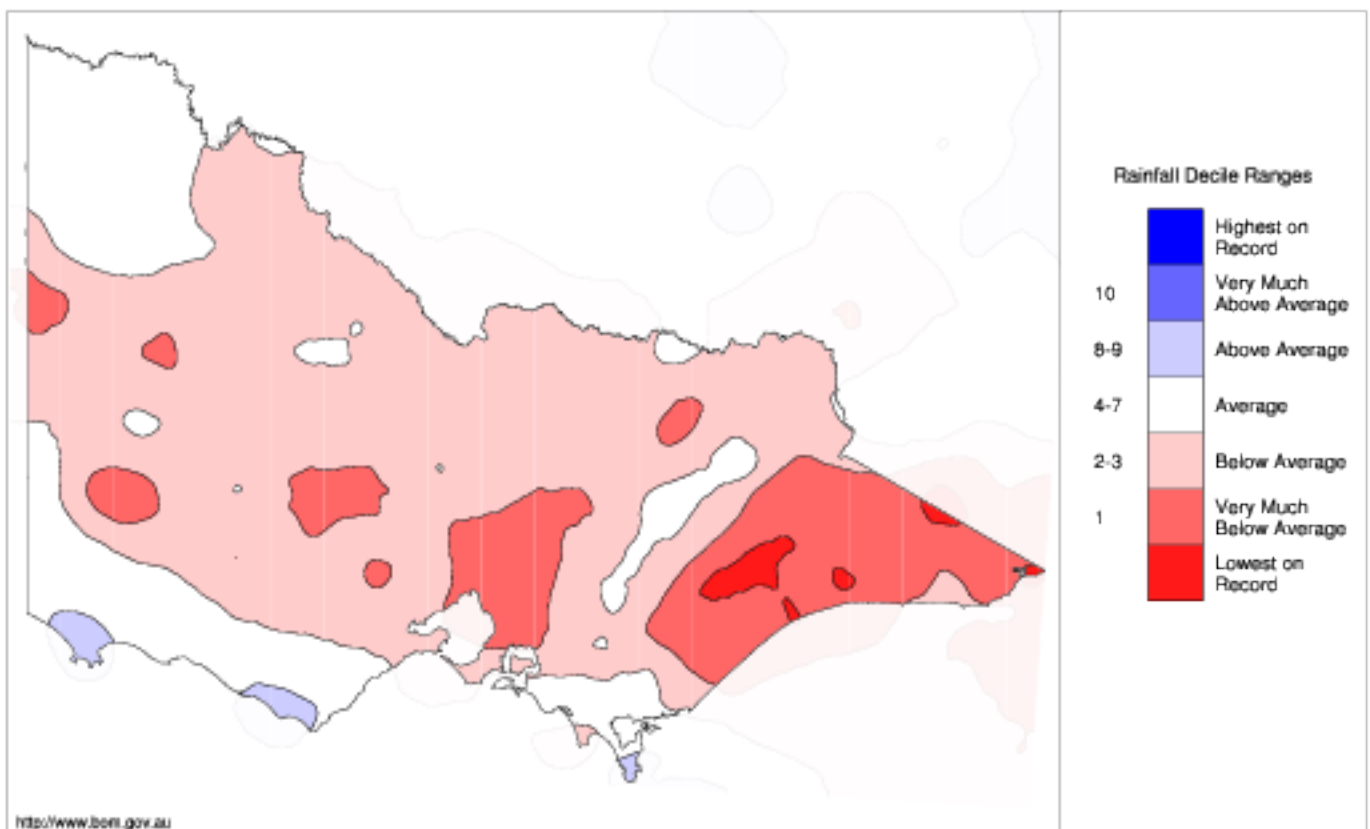 Rainfall Decile Ranges
Highest on
Record
10
Very Much
Above Average
8-9
Above Average
4-7
Average
2-3
Below Average
1
Very Much
Below Average
Lowest on
Record
http://www.bom.gov.au